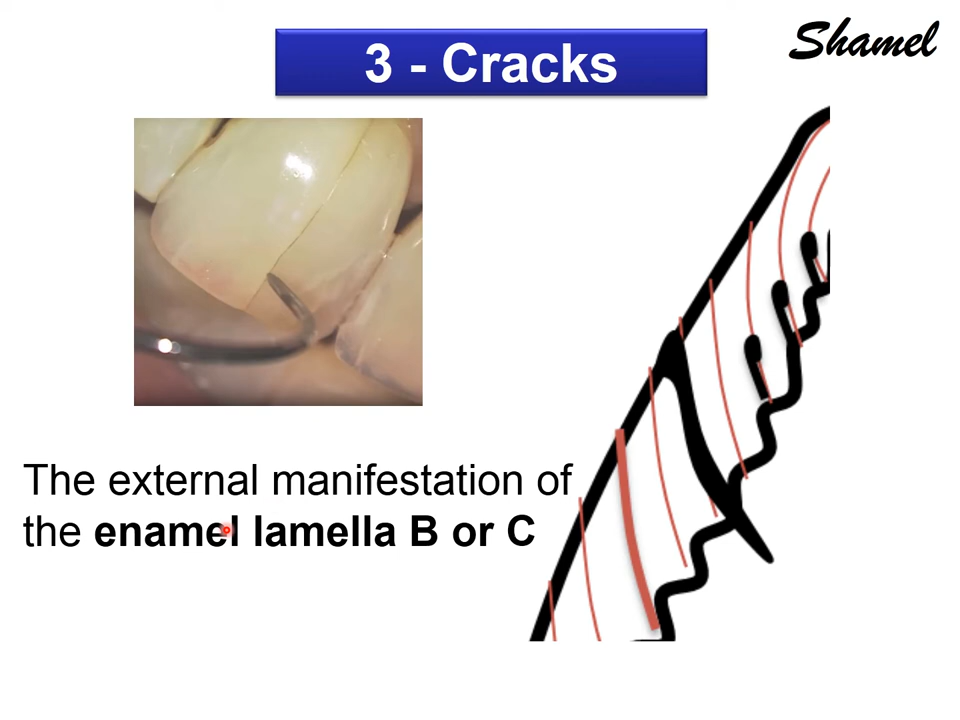 Shamel
3 - Cracks
The external manifestation of
the enamel lamella B or C